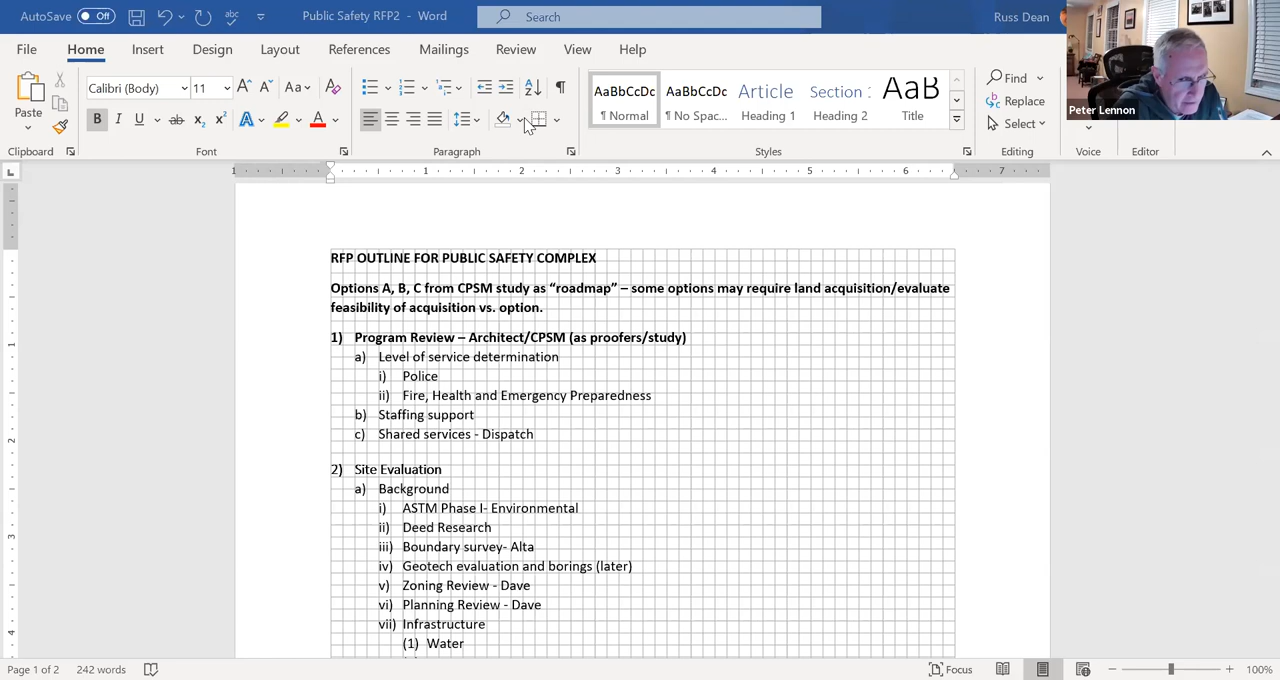 AutoSave Off Public Safety RFP2 - Word Search Russ Dean
File Home Insert Design Layout References Mailings Review View Help
Paste Calibri (Body) 11 Aa AaBbCcDc AaBbCcDc Article Section : AaB Find
¶ Normal ¶ No Spac... Heading 1 Heading 2 Title Replace
Select
Clipboard Font Paragraph Styles Editing Voice Editor
Peter Lennon
RFP OUTLINE FOR PUBLIC SAFETY COMPLEX
Options A, B, C from CPSM study as “roadmap” – some options may require land acquisition/evaluate
feasibility of acquisition vs. option.
1) Program Review – Architect/CPSM (as proofers/study)
a) Level of service determination
i) Police
ii) Fire, Health and Emergency Preparedness
b) Staffing support
c) Shared services - Dispatch
2) Site Evaluation
a) Background
i) ASTM Phase I- Environmental
ii) Deed Research
iii) Boundary survey- Alta
iv) Geotech evaluation and borings (later)
v) Zoning Review - Dave
vi) Planning Review - Dave
vii) Infrastructure
(1) Water
Page 1 of 2 242 words Focus 100%